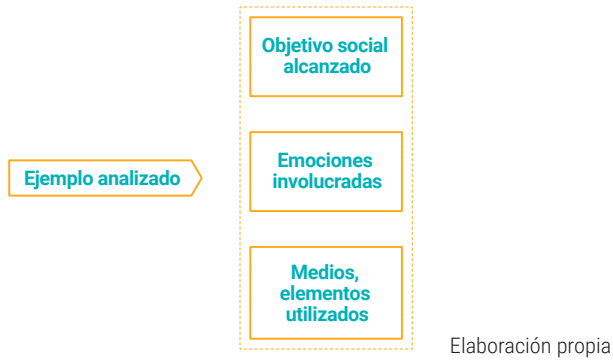 Objetivo social
alcanzado
Ejemplo analizado
Emociones
involucradas
Medios,
elementos
utilizados
Elaboración propia